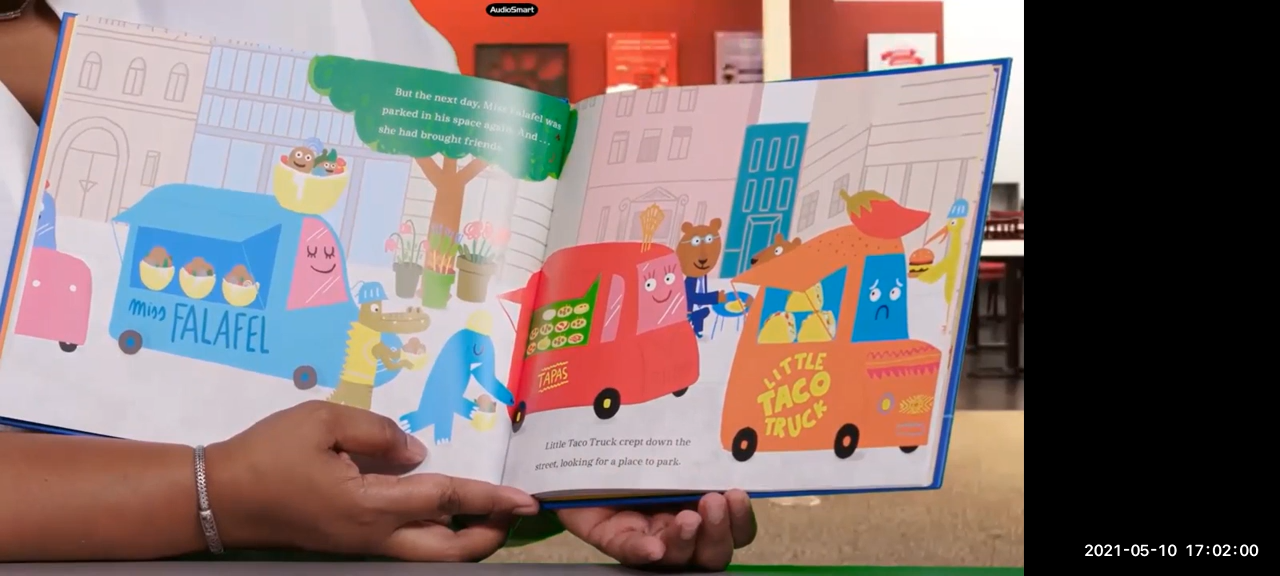 AudioSmart
But the next day, Miss Falafel was
parked in his space again. And ...
she had brought friends.
miss
FALAFEL
TAPAS
LITTLE
TACO
TRUCK
Little Taco Truck crept down the
street, looking for a place to park.
2021-05-10 17:02:00